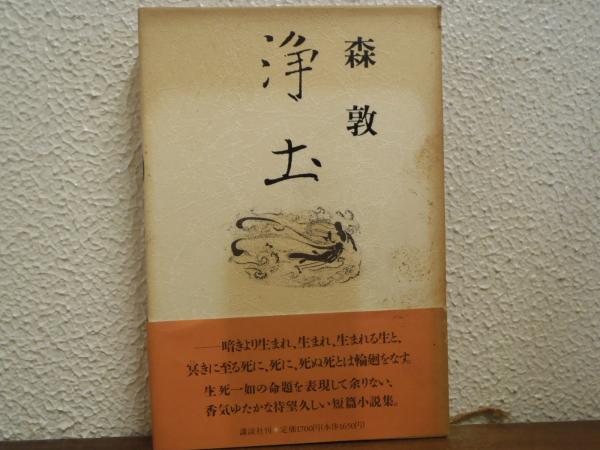 森敦
浄土
――暗きより生まれ、生まれ、生まれる生と、
冥きに至る死に、死に、死ぬ死とは輪廻をなす。
生死一如の命題を表現して余りない、
香気ゆたかな待望久しい短篇小説集。
講談社刊・定価1700円(本体1650円)